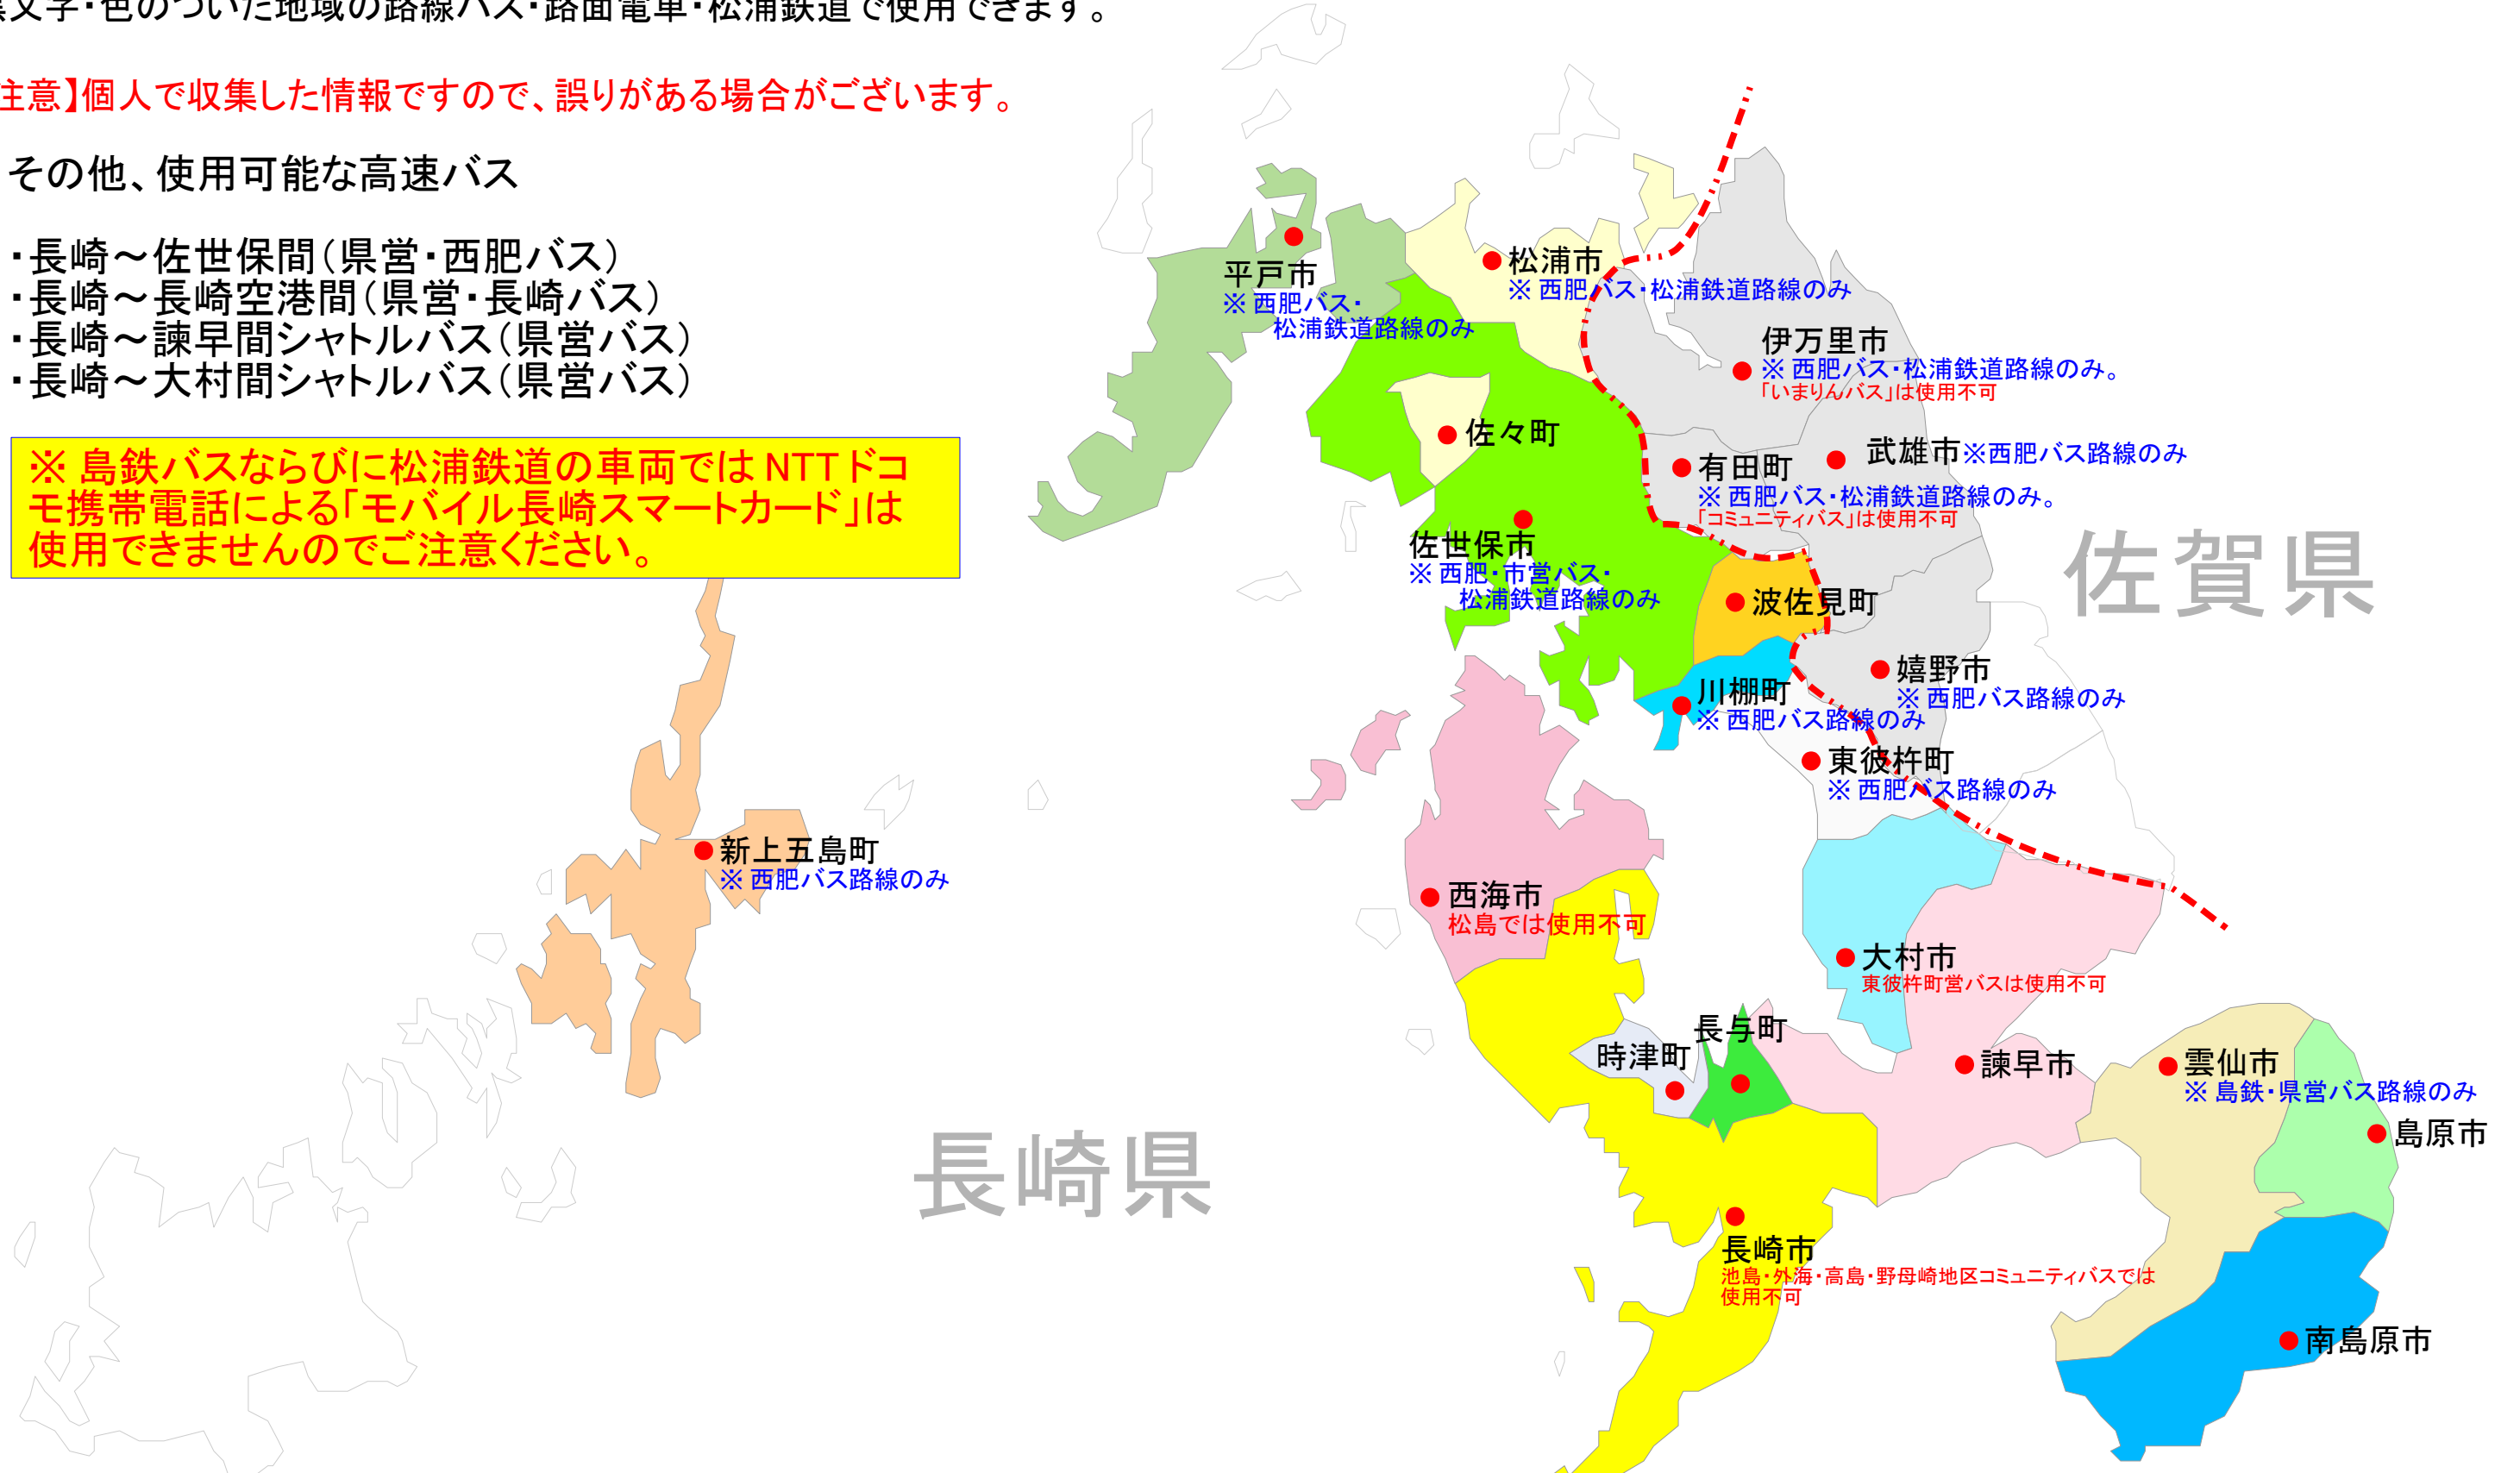 文字・色のついた地域の路線バス・路面電車・松浦鉄道で使用できます。
注意】個人で収集した情報ですので、誤りがある場合がございます。
その他、使用可能な高速バス
・長崎～佐世保間（県営・西肥バス）
・長崎～長崎空港間（県営・長崎バス）
・長崎～諫早間シャトルバス（県営バス）
・長崎～大村間シャトルバス（県営バス）
※ 島鉄バスならびに松浦鉄道の車両では NTT ドコ
モ携帯電話による「モバイル長崎スマートカード」は
使用できませんのでご注意ください。
平戸市
※ 西肥バス・
松浦鉄道路線のみ
松浦市
※ 西肥バス・松浦鉄道路線のみ
伊万里市
※ 西肥バス・松浦鉄道路線のみ。
「いまりんバス」は使用不可
佐々町
有田町
※ 西肥バス・松浦鉄道路線のみ。
「コミュニティバス」は使用不可
武雄市※西肥バス路線のみ
佐世保市
※ 西肥・市営バス・
松浦鉄道路線のみ
佐賀県
波佐見町
嬉野市
※ 西肥バス路線のみ
川棚町
※ 西肥バス路線のみ
東彼杵町
※ 西肥バス路線のみ
新上五島町
※ 西肥バス路線のみ
西海市
松島では使用不可
大村市
東彼杵町営バスは使用不可
長与町
時津町
諫早市
雲仙市
※ 島鉄・県営バス路線のみ
島原市
長崎県
長崎市
池島・外海・高島・野母崎地区コミュニティバスでは
使用不可
南島原市